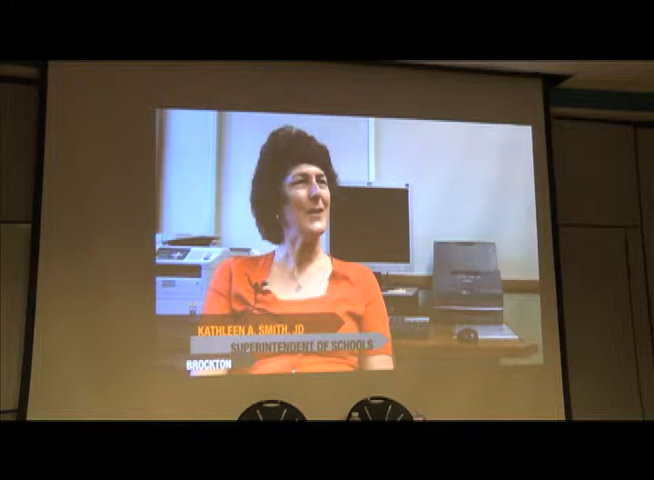 KATHLEEN A. SMITH, JD
SUPERINTENDENT OF SCHOOLS
BROCKTON